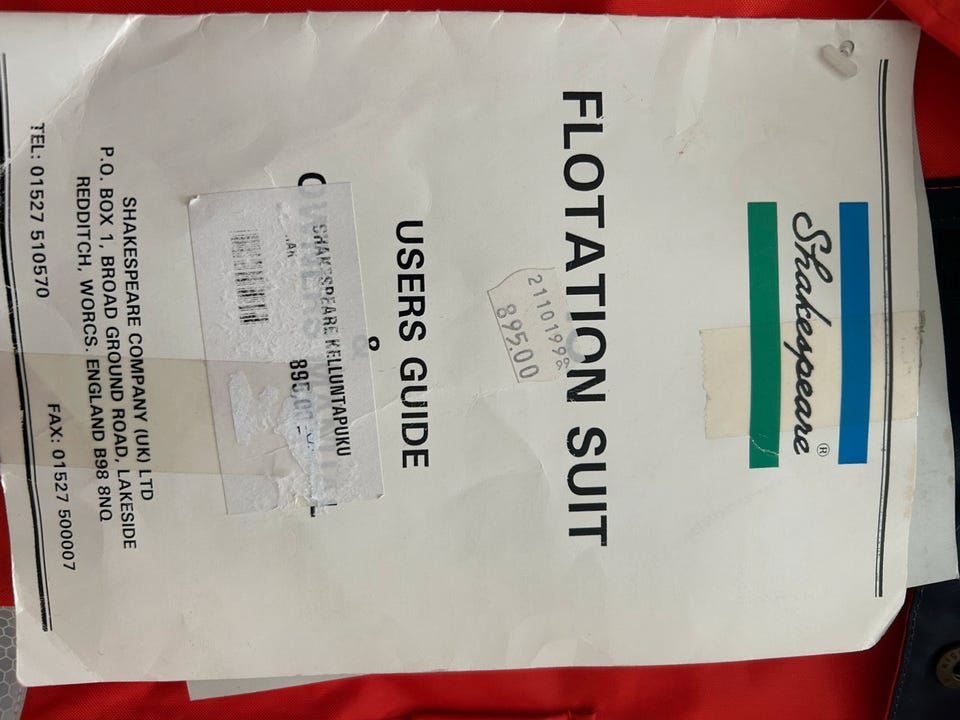 Shakespeare®
FLOTATION SUIT
21101999
895.00
USERS GUIDE
&
SHAKESPEARE KELLUNTAPUKU
895,00
SHAKESPEARE COMPANY (UK) LTD
P.O. BOX 1, BROAD GROUND ROAD, LAKESIDE
REDDITCH, WORCS. ENGLAND B98 8NQ
TEL: 01527 510570 FAX: 01527 500007